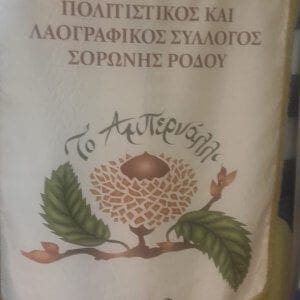 ΠΟΛΙΤΙΣΤΙΚΟΣ ΚΑΙ
ΛΑΟΓΡΑΦΙΚΟΣ ΣΥΛΛΟΓΟΣ
ΣΟΡΩΝΗΣ ΡΟΔΟΥ
Το Αμπερνάλλι